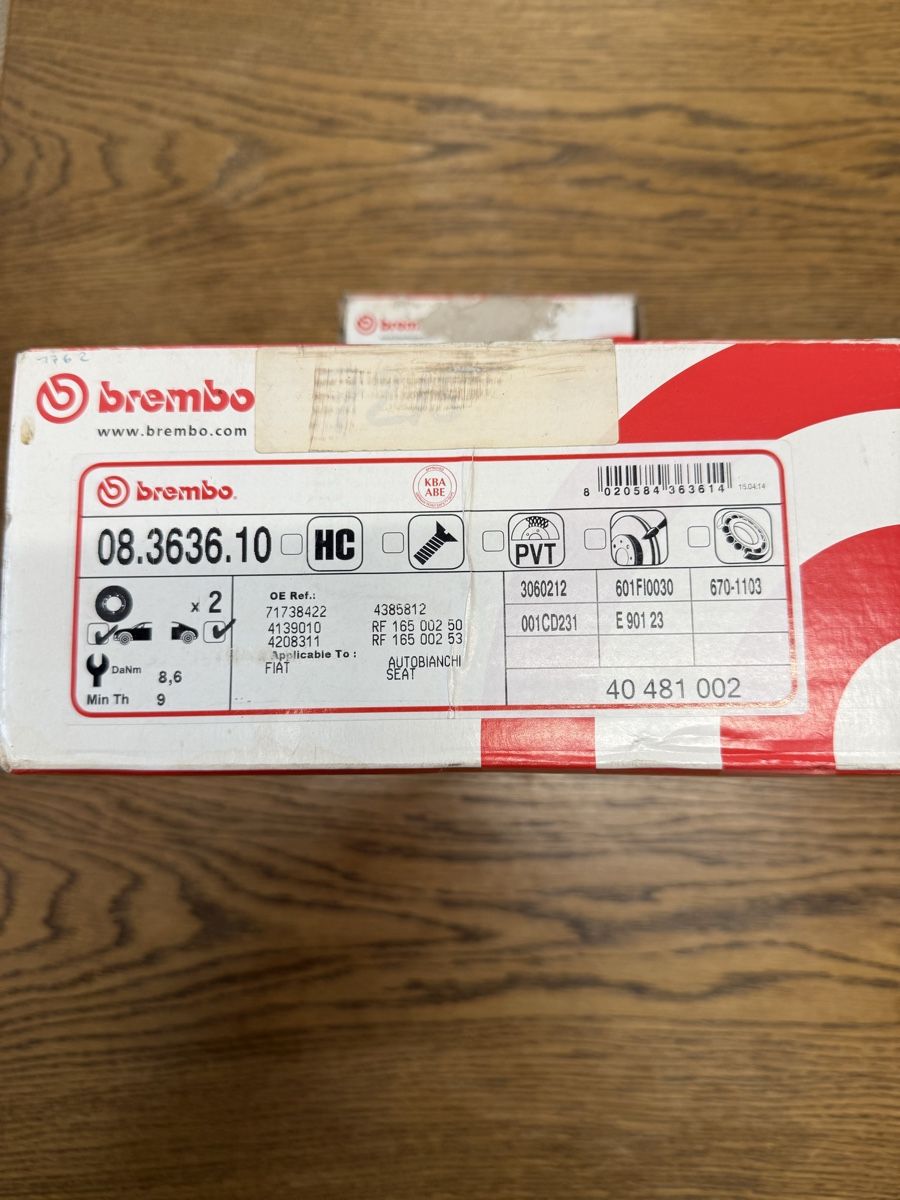 brembo
1762
brembo
www.brembo.com
brembo.
APPROVED
KBA
ABE
8 020584 363614
15.04.14
08.3636.10
HC
PVT
x 2
DaNm 8,6
Min Th 9
OE Ref.:
71738422 4385812
4139010 RF 165 002 50
4208311 RF 165 002 53
Applicable To :
FIAT AUTOBIANCHI
SEAT
3060212 601FI0030 670-1103
001CD231 E 901 23
40 481 002